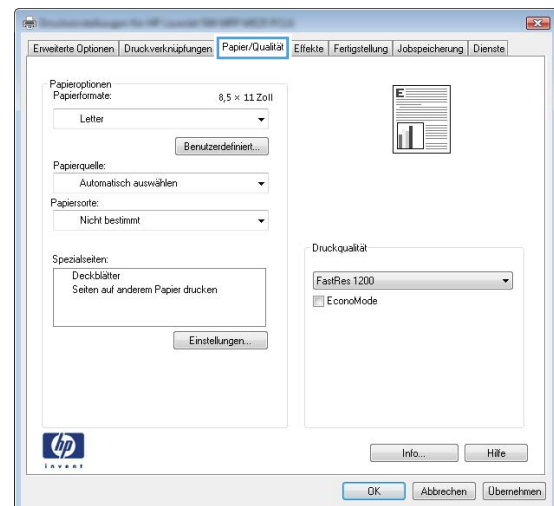 Erweiterte Optionen Druckverknüpfungen Papier/Qualität Effekte Fertigstellung Jobspeicherung Dienste
Papieroptionen
Papierformate: 8,5 × 11 Zoll
Letter
Benutzerdefiniert...
Papierquelle:
Automatisch auswählen
Papiersorte:
Nicht bestimmt
Spezialseiten:
Deckblätter
Seiten auf anderem Papier drucken
Einstellungen...
E
Druckqualität
FastRes 1200
EconoMode
hp
invent
Info... Hilfe
OK Abbrechen Übernehmen